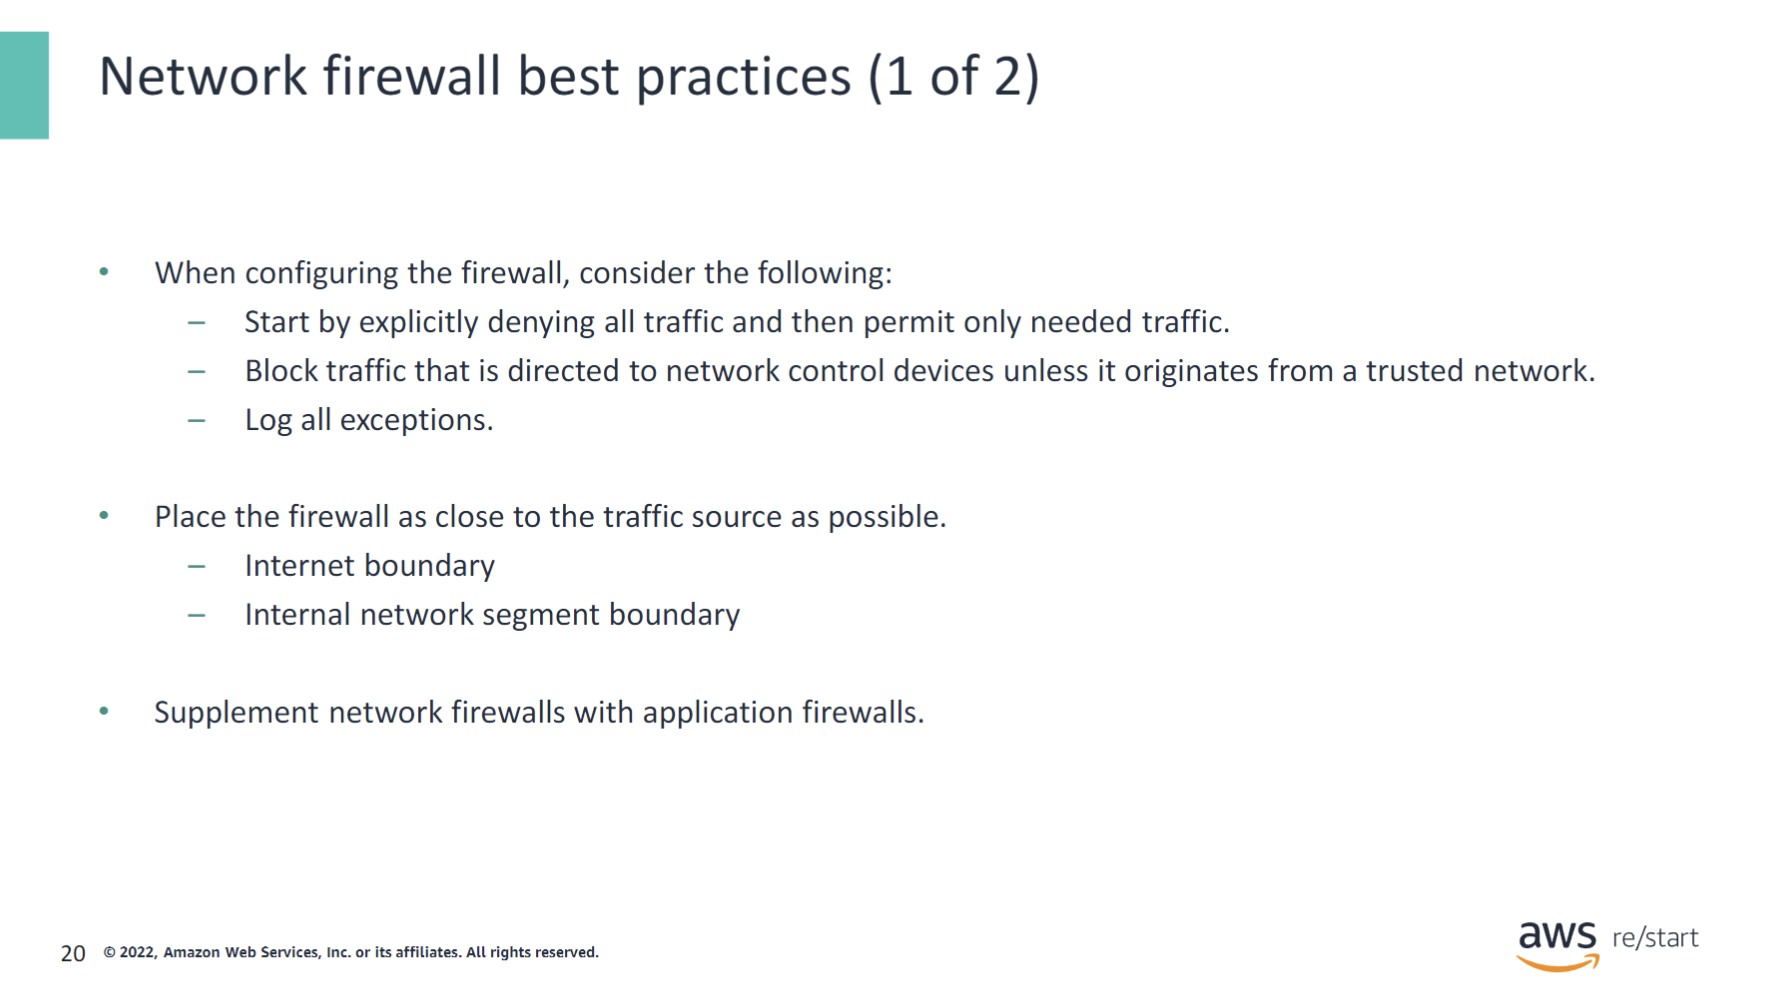 Network firewall best practices (1 of 2)
• When configuring the firewall, consider the following:
– Start by explicitly denying all traffic and then permit only needed traffic.
– Block traffic that is directed to network control devices unless it originates from a trusted network.
– Log all exceptions.
• Place the firewall as close to the traffic source as possible.
– Internet boundary
– Internal network segment boundary
• Supplement network firewalls with application firewalls.
20 © 2022, Amazon Web Services, Inc. or its affiliates. All rights reserved.
aws re/start